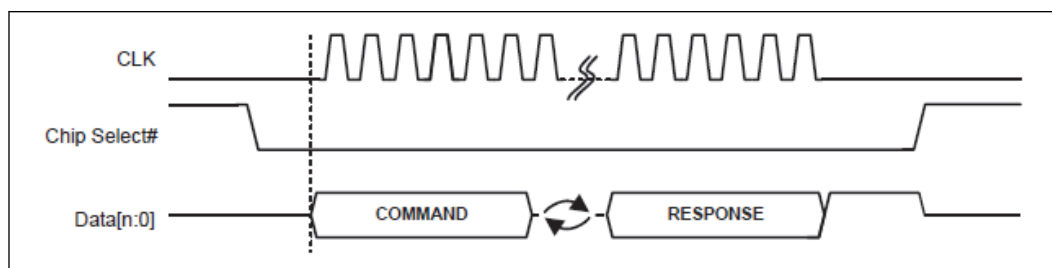 CLK
Chip Select#
Data[n:0]
COMMAND
RESPONSE